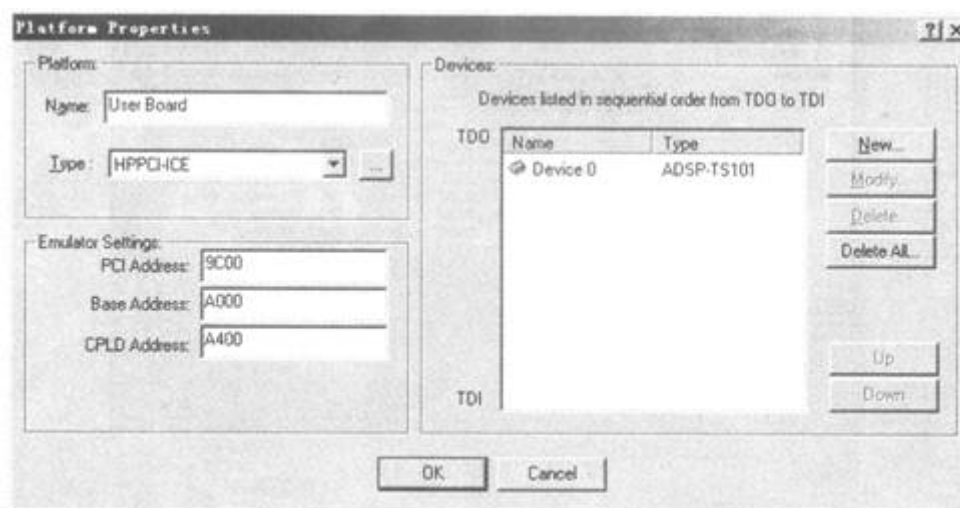 Platform Properties
Platform:
Name: User Board
Type: HPPCI-ICE
...
Emulator Settings:
PCI Address: 9C00
Base Address: A000
CPLD Address: A400
Devices:
Devices listed in sequential order from TDO to TDI
TDO
Name Type
Device 0 ADSP-TS101
TDI
New...
Modify...
Delete...
Delete All...
Up
Down
OK Cancel